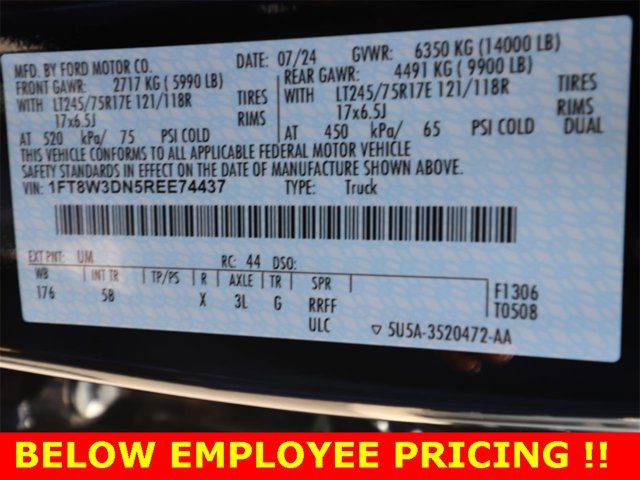 MFD. BY FORD MOTOR CO. DATE: 07/24 GVWR: 6350 KG (14000 LB)
FRONT GAWR: 2717 KG ( 5990 LB) REAR GAWR: 4491 KG ( 9900 LB)
WITH LT245/75R17E 121/118R TIRES WITH LT245/75R17E 121/118R TIRES
17x6.5J RIMS 17x6.5J RIMS
AT 520 kPa/ 75 PSI COLD AT 450 kPa/ 65 PSI COLD DUAL
THIS VEHICLE CONFORMS TO ALL APPLICABLE FEDERAL MOTOR VEHICLE
SAFETY STANDARDS IN EFFECT ON THE DATE OF MANUFACTURE SHOWN ABOVE.
VIN: 1FT8W3DN5REE74437 TYPE: Truck
EXT PNT: UM RC: 44 DSO:
WB INT TR TP/PS R AXLE TR SPR F1306
176 5B X 3L G RRFF T0508
ULC ▽ 5U5A-3520472-AA
BELOW EMPLOYEE PRICING !!